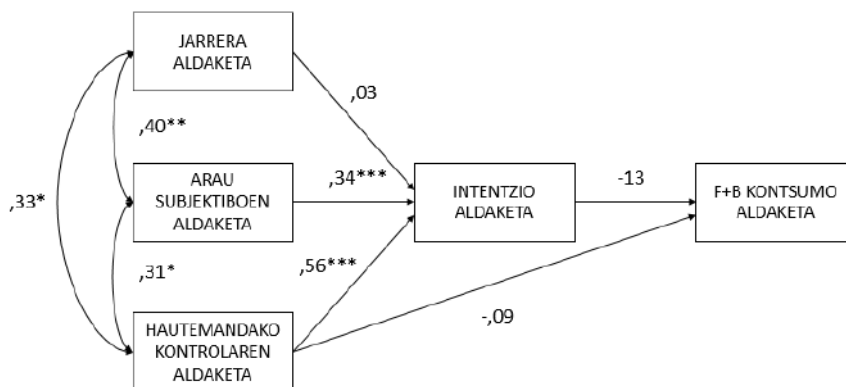 JARRERA
ALDAKETA
,03
,40**
,33*
ARAU
SUBJEKTIBOEN
ALDAKETA
,34***
INTENTZIO
ALDAKETA
-13
F+B KONTSUMO
ALDAKETA
,31*
,56***
-,09
HAUTEMANDAKO
KONTROLAREN
ALDAKETA